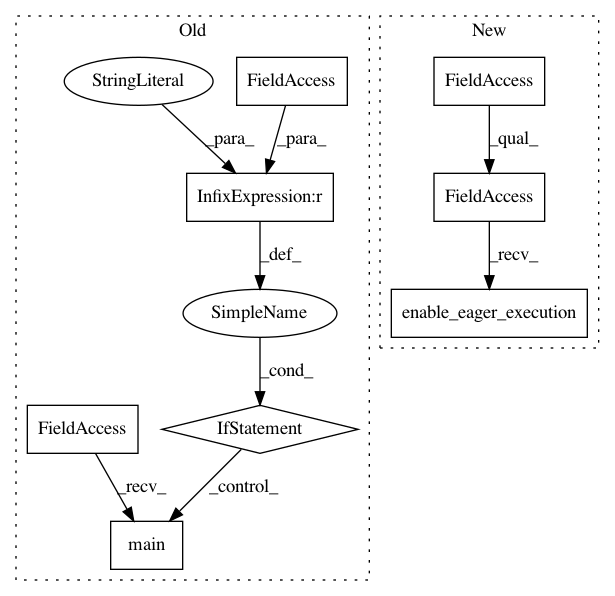 Old
New
StringLiteral
FieldAccess
FieldAccess
_para_
_para_
_qual_
InfixExpression:r
FieldAccess
_def_
_recv_
SimpleName
enable_eager_execution
_cond_
FieldAccess
IfStatement
_recv_
_control_
main